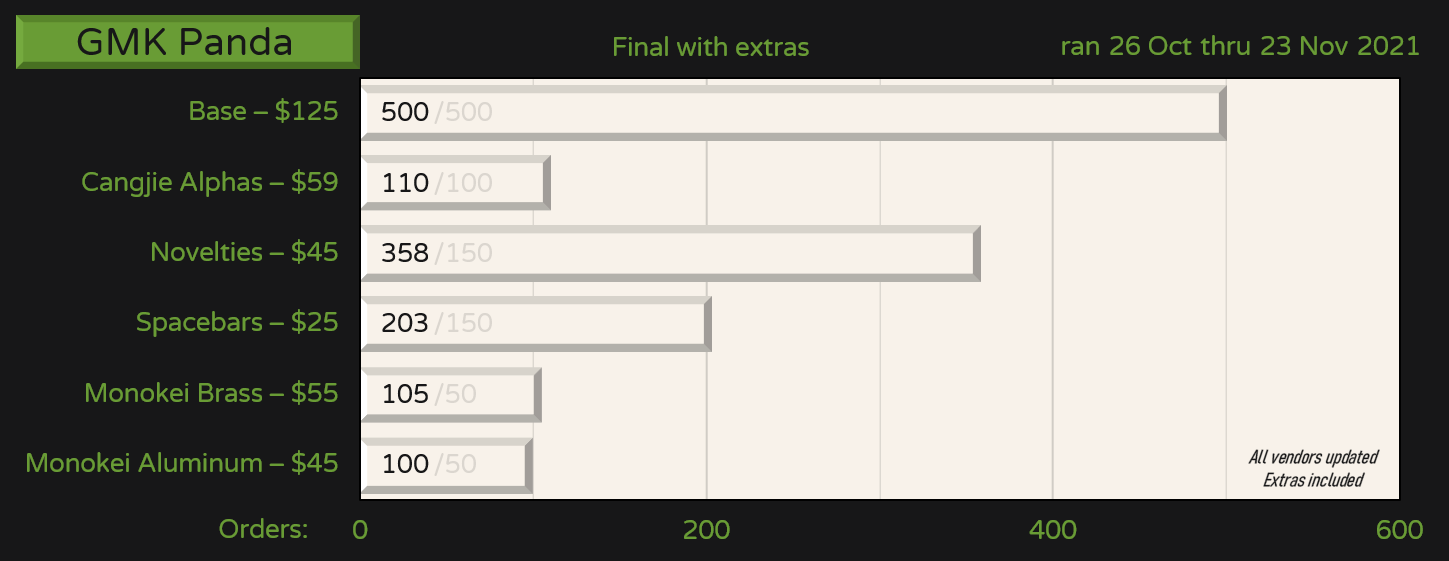 GMK Panda
Final with extras
ran 26 Oct thru 23 Nov 2021
Base – $125
500/500
Cangjie Alphas – $59
110/100
Novelties – $45
358/150
Spacebars – $25
203/150
Monokei Brass – $55
105/50
Monokei Aluminum – $45
100/50
All vendors updated
Extras included
Orders: 0 200 400 600